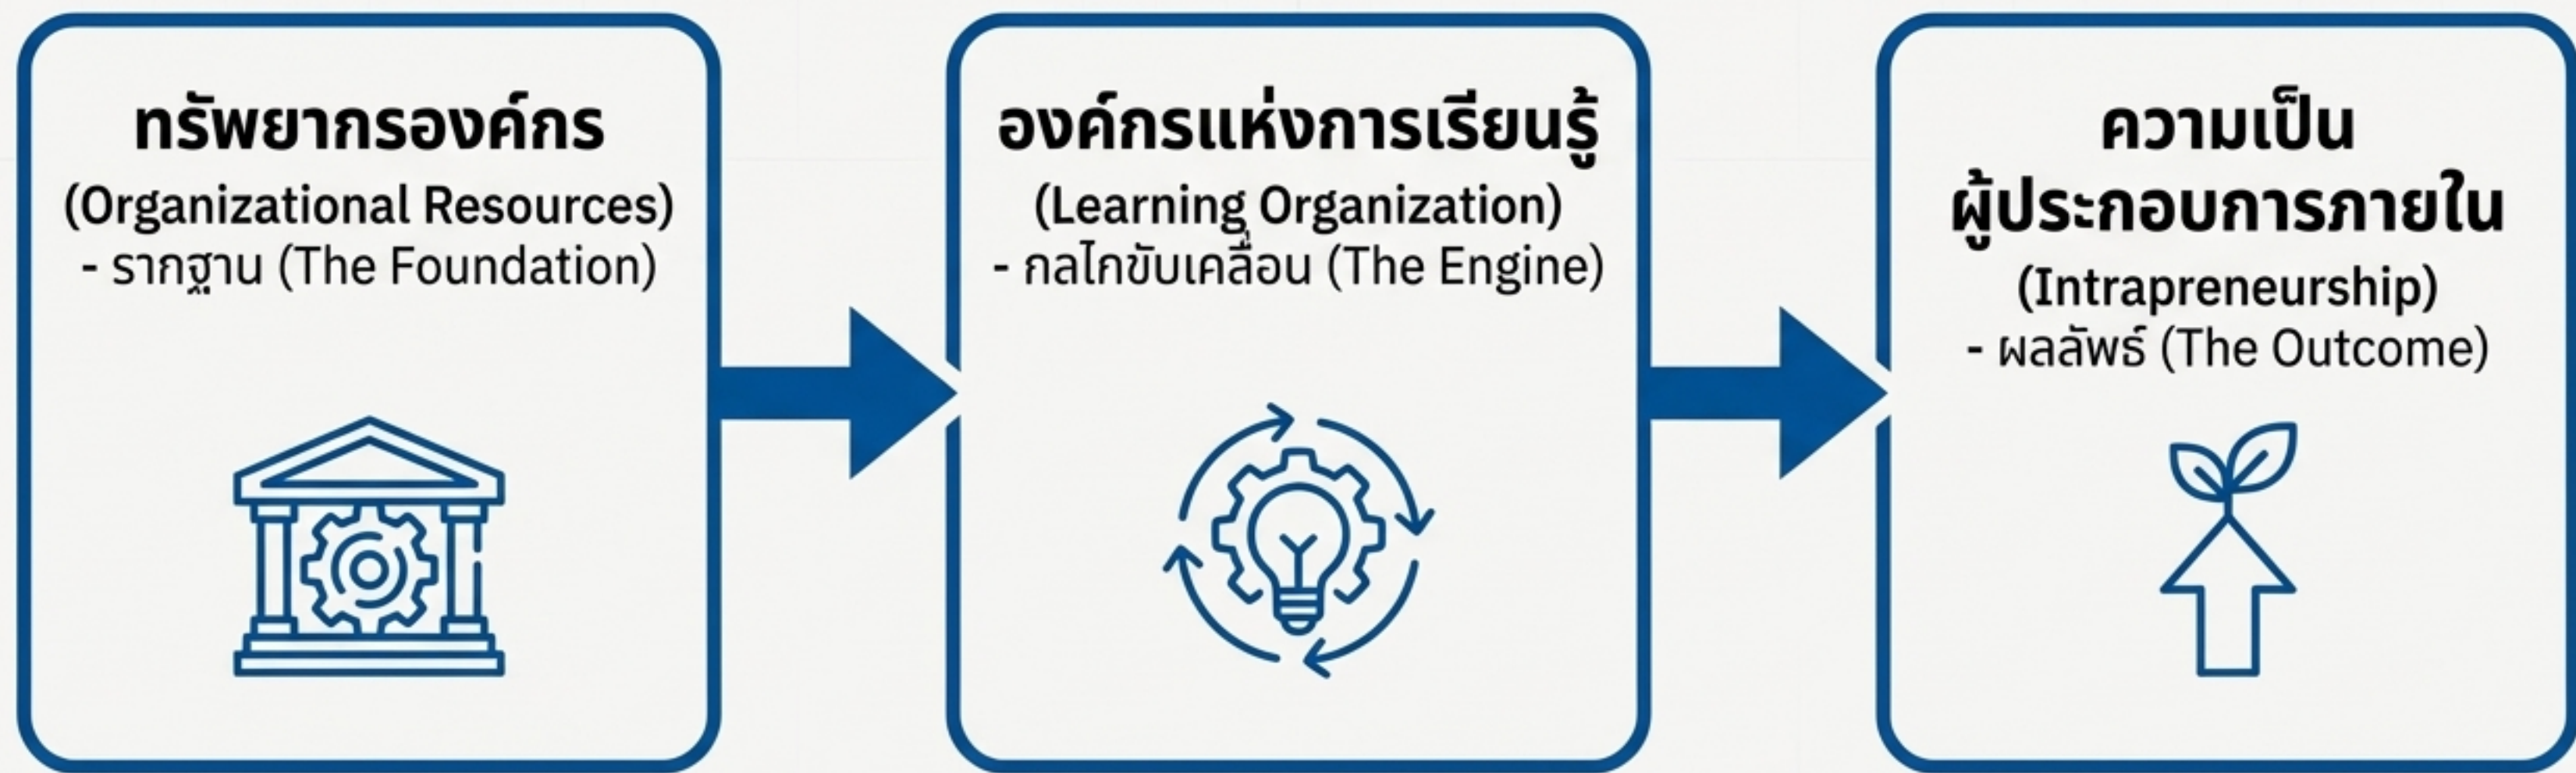 ทรัพยากรองค์กร
(Organizational Resources)
- รากฐาน (The Foundation)
องค์กรแห่งการเรียนรู้
(Learning Organization)
- กลไกขับเคลื่อน (The Engine)
ความเป็น
ผู้ประกอบการภายใน
(Intrapreneurship)
- ผลลัพธ์ (The Outcome)